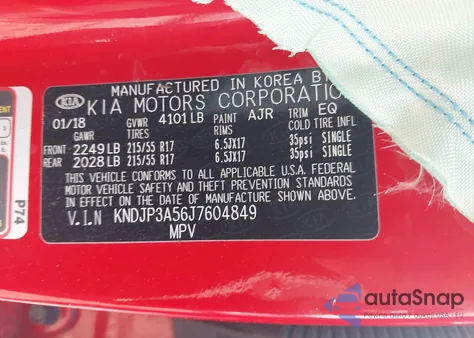 MANUFACTURED IN KOREA B
KIA KIA MOTORS CORPORATION
01/18 GVWR 4101 LB PAINT AJR TRIM EQ
GAWR TIRES RIMS COLD TIRE INFL
FRONT 2249 LB 215/55 R17 6.5JX17 35psi SINGLE
REAR 2028 LB 215/55 R17 6.5JX17 35psi SINGLE
THIS VEHICLE CONFORMS TO ALL APPLICABLE U.S.A. FEDERAL
MOTOR VEHICLE SAFETY AND THEFT PREVENTION STANDARDS
IN EFFECT ON THE DATE OF MANUFACTURE SHOWN ABOVE.
V.I.N KNDJP3A56J7604849
MPV
P74
autoSnap